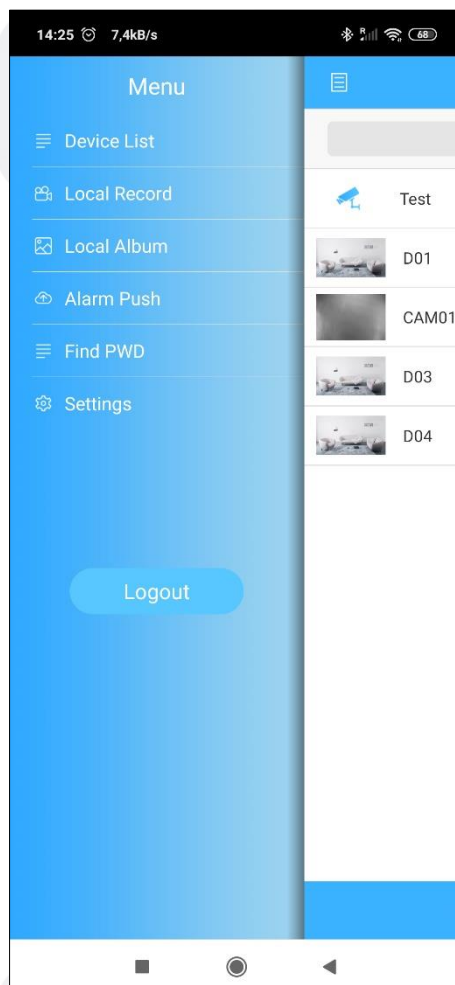 14:25 7,4kB/s R 68
Menu
Device List
Local Record
Local Album
Alarm Push
Find PWD
Settings
Logout
Test
D01
CAM01
D03
D04